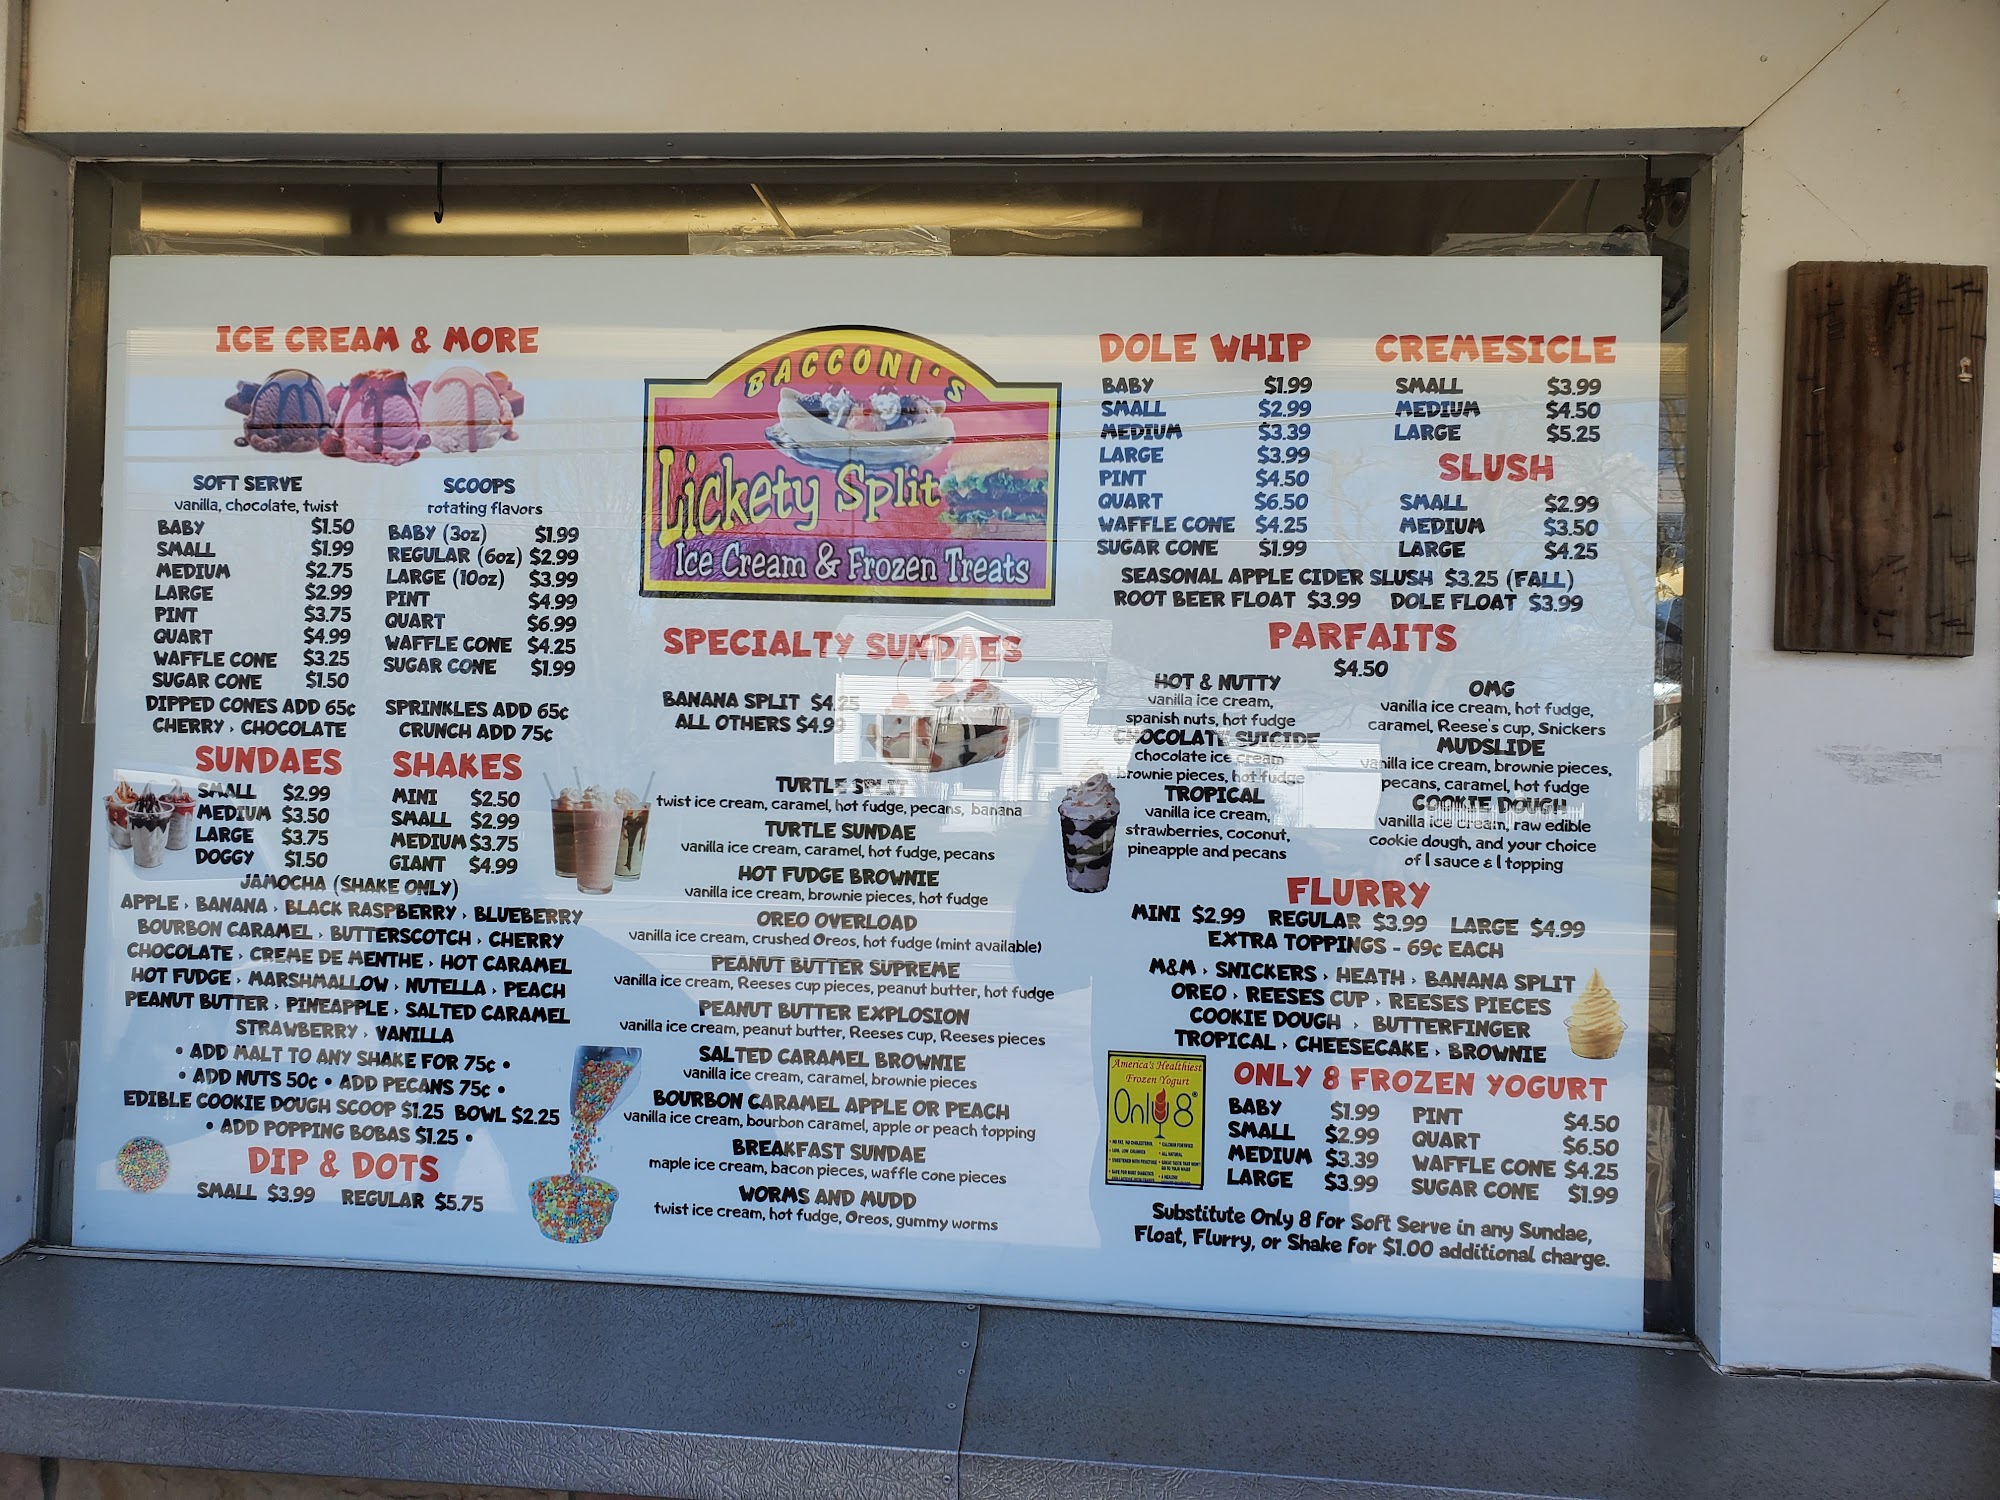 ICE CREAM & MORE
SOFT SERVE
vanilla, chocolate, twist
BABY $1.50
SMALL $1.99
MEDIUM $2.75
LARGE $2.99
PINT $3.75
QUART $4.99
WAFFLE CONE $3.25
SUGAR CONE $1.50
DIPPED CONES ADD 65¢
CHERRY › CHOCOLATE
SCOOPS
rotating flavors
BABY (3oz) $1.99
REGULAR (6oz) $2.99
LARGE (10oz) $3.99
PINT $4.99
QUART $6.99
WAFFLE CONE $4.25
SUGAR CONE $1.99
SPRINKLES ADD 65¢
CRUNCH ADD 75¢
SUNDAES
SMALL $2.99
MEDIUM $3.50
LARGE $3.75
DOGGY $1.50
SHAKES
MINI $2.50
SMALL $2.99
MEDIUM $3.75
GIANT $4.99
JAMOCHA (SHAKE ONLY)
APPLE › BANANA › BLACK RASPBERRY › BLUEBERRY
BOURBON CARAMEL › BUTTERSCOTCH › CHERRY
CHOCOLATE › CREME DE MENTHE › HOT CARAMEL
HOT FUDGE › MARSHMALLOW › NUTELLA › PEACH
PEANUT BUTTER › PINEAPPLE › SALTED CARAMEL
STRAWBERRY › VANILLA
• ADD MALT TO ANY SHAKE FOR 75¢ •
• ADD NUTS 50¢ • ADD PECANS 75¢ •
EDIBLE COOKIE DOUGH SCOOP $1.25 BOWL $2.25
• ADD POPPING BOBAS $1.25 •
DIP & DOTS
SMALL $3.99 REGULAR $5.75
BACCONI'S
Lickety Split
Ice Cream & Frozen Treats
SPECIALTY SUNDAES
BANANA SPLIT $4.25
ALL OTHERS $4.99
TURTLE SPLIT
twist ice cream, caramel, hot fudge, pecans, banana
TURTLE SUNDAE
vanilla ice cream, caramel, hot fudge, pecans
HOT FUDGE BROWNIE
vanilla ice cream, brownie pieces, hot fudge
OREO OVERLOAD
vanilla ice cream, crushed Oreos, hot fudge (mint available)
PEANUT BUTTER SUPREME
vanilla ice cream, Reeses cup pieces, peanut butter, hot fudge
PEANUT BUTTER EXPLOSION
vanilla ice cream, peanut butter, Reeses cup, Reeses pieces
SALTED CARAMEL BROWNIE
vanilla ice cream, caramel, brownie pieces
BOURBON CARAMEL APPLE OR PEACH
vanilla ice cream, bourbon caramel, apple or peach topping
BREAKFAST SUNDAE
maple ice cream, bacon pieces, waffle cone pieces
WORMS AND MUDD
twist ice cream, hot fudge, Oreos, gummy worms
DOLE WHIP
BABY $1.99
SMALL $2.99
MEDIUM $3.39
LARGE $3.99
PINT $4.50
QUART $6.50
WAFFLE CONE $4.25
SUGAR CONE $1.99
CREMESICLE
SMALL $3.99
MEDIUM $4.50
LARGE $5.25
SLUSH
SMALL $2.99
MEDIUM $3.50
LARGE $4.25
SEASONAL APPLE CIDER SLUSH $3.25 (FALL)
ROOT BEER FLOAT $3.99 DOLE FLOAT $3.99
PARFAITS
$4.50
HOT & NUTTY
vanilla ice cream,
spanish nuts, hot fudge
CHOCOLATE SUICIDE
chocolate ice cream
brownie pieces, hot fudge
TROPICAL
vanilla ice cream,
strawberries, coconut,
pineapple and pecans
OMG
vanilla ice cream, hot fudge,
caramel, Reese's cup, Snickers
MUDSLIDE
vanilla ice cream, brownie pieces,
pecans, caramel, hot fudge
COOKIE DOUGH
vanilla ice cream, raw edible
cookie dough, and your choice
of 1 sauce & 1 topping
FLURRY
MINI $2.99 REGULAR $3.99 LARGE $4.99
EXTRA TOPPINGS - 69¢ EACH
M&M › SNICKERS › HEATH › BANANA SPLIT
OREO › REESES CUP › REESES PIECES
COOKIE DOUGH › BUTTERFINGER
TROPICAL › CHEESECAKE › BROWNIE
America's Healthiest
Frozen Yogurt
Only 8®
ONLY 8 FROZEN YOGURT
BABY $1.99
SMALL $2.99
MEDIUM $3.39
LARGE $3.99
PINT $4.50
QUART $6.50
WAFFLE CONE $4.25
SUGAR CONE $1.99
Substitute Only 8 for Soft Serve in any Sundae,
Float, Flurry, or Shake for $1.00 additional charge.